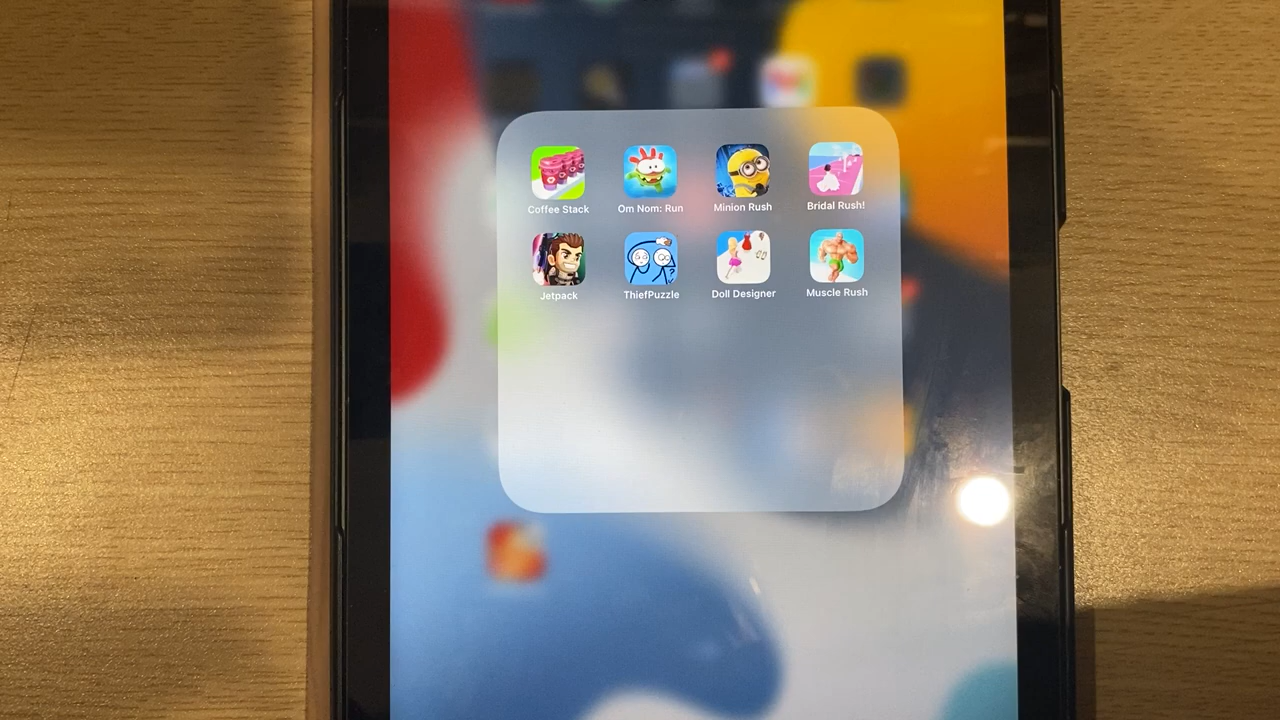 Coffee Stack
Om Nom: Run
Minion Rush
Bridal Rush!
Jetpack
ThiefPuzzle
Doll Designer
Muscle Rush